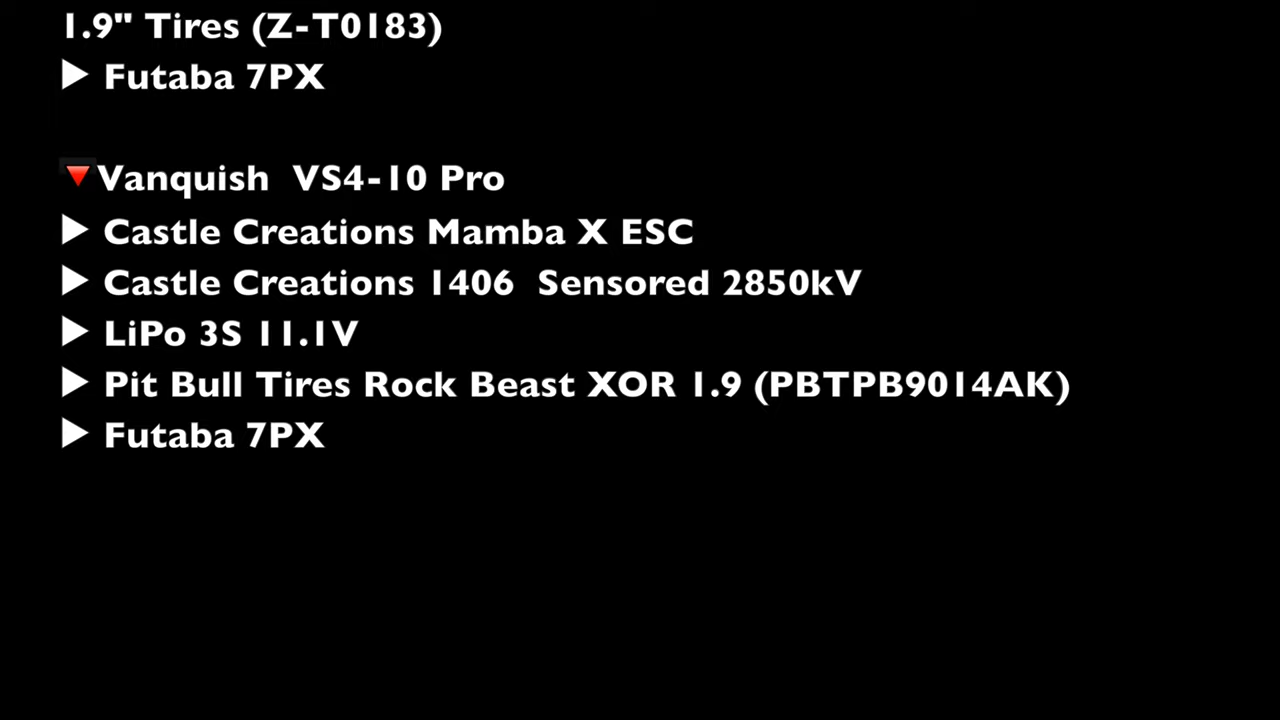 1.9" Tires (Z-T0183)
▶ Futaba 7PX
🔻Vanquish  VS4-10 Pro
▶ Castle Creations Mamba X ESC
▶ Castle Creations 1406  Sensored 2850kV
▶ LiPo 3S 11.1V
▶ Pit Bull Tires Rock Beast XOR 1.9 (PBTPB9014AK)
▶ Futaba 7PX